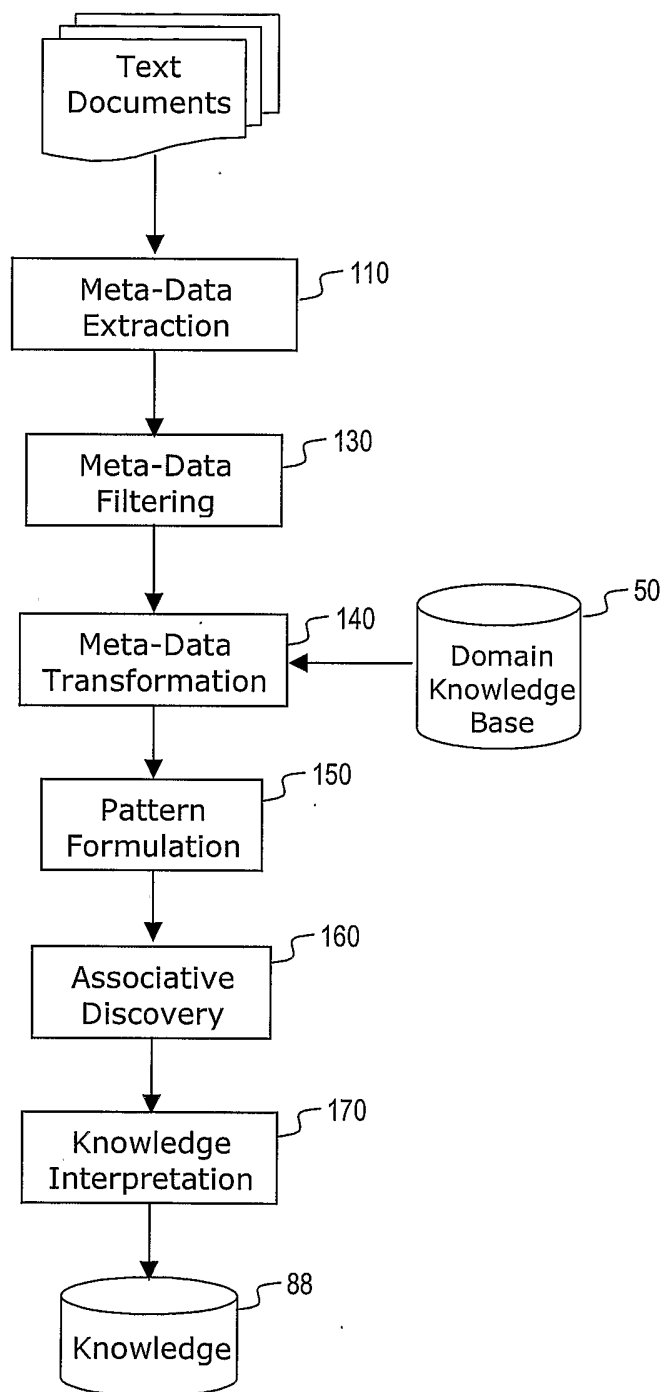 Text
Documents
110
Meta-Data
Extraction
130
Meta-Data
Filtering
140
Meta-Data
Transformation
50
Domain
Knowledge
Base
150
Pattern
Formulation
160
Associative
Discovery
170
Knowledge
Interpretation
88
Knowledge